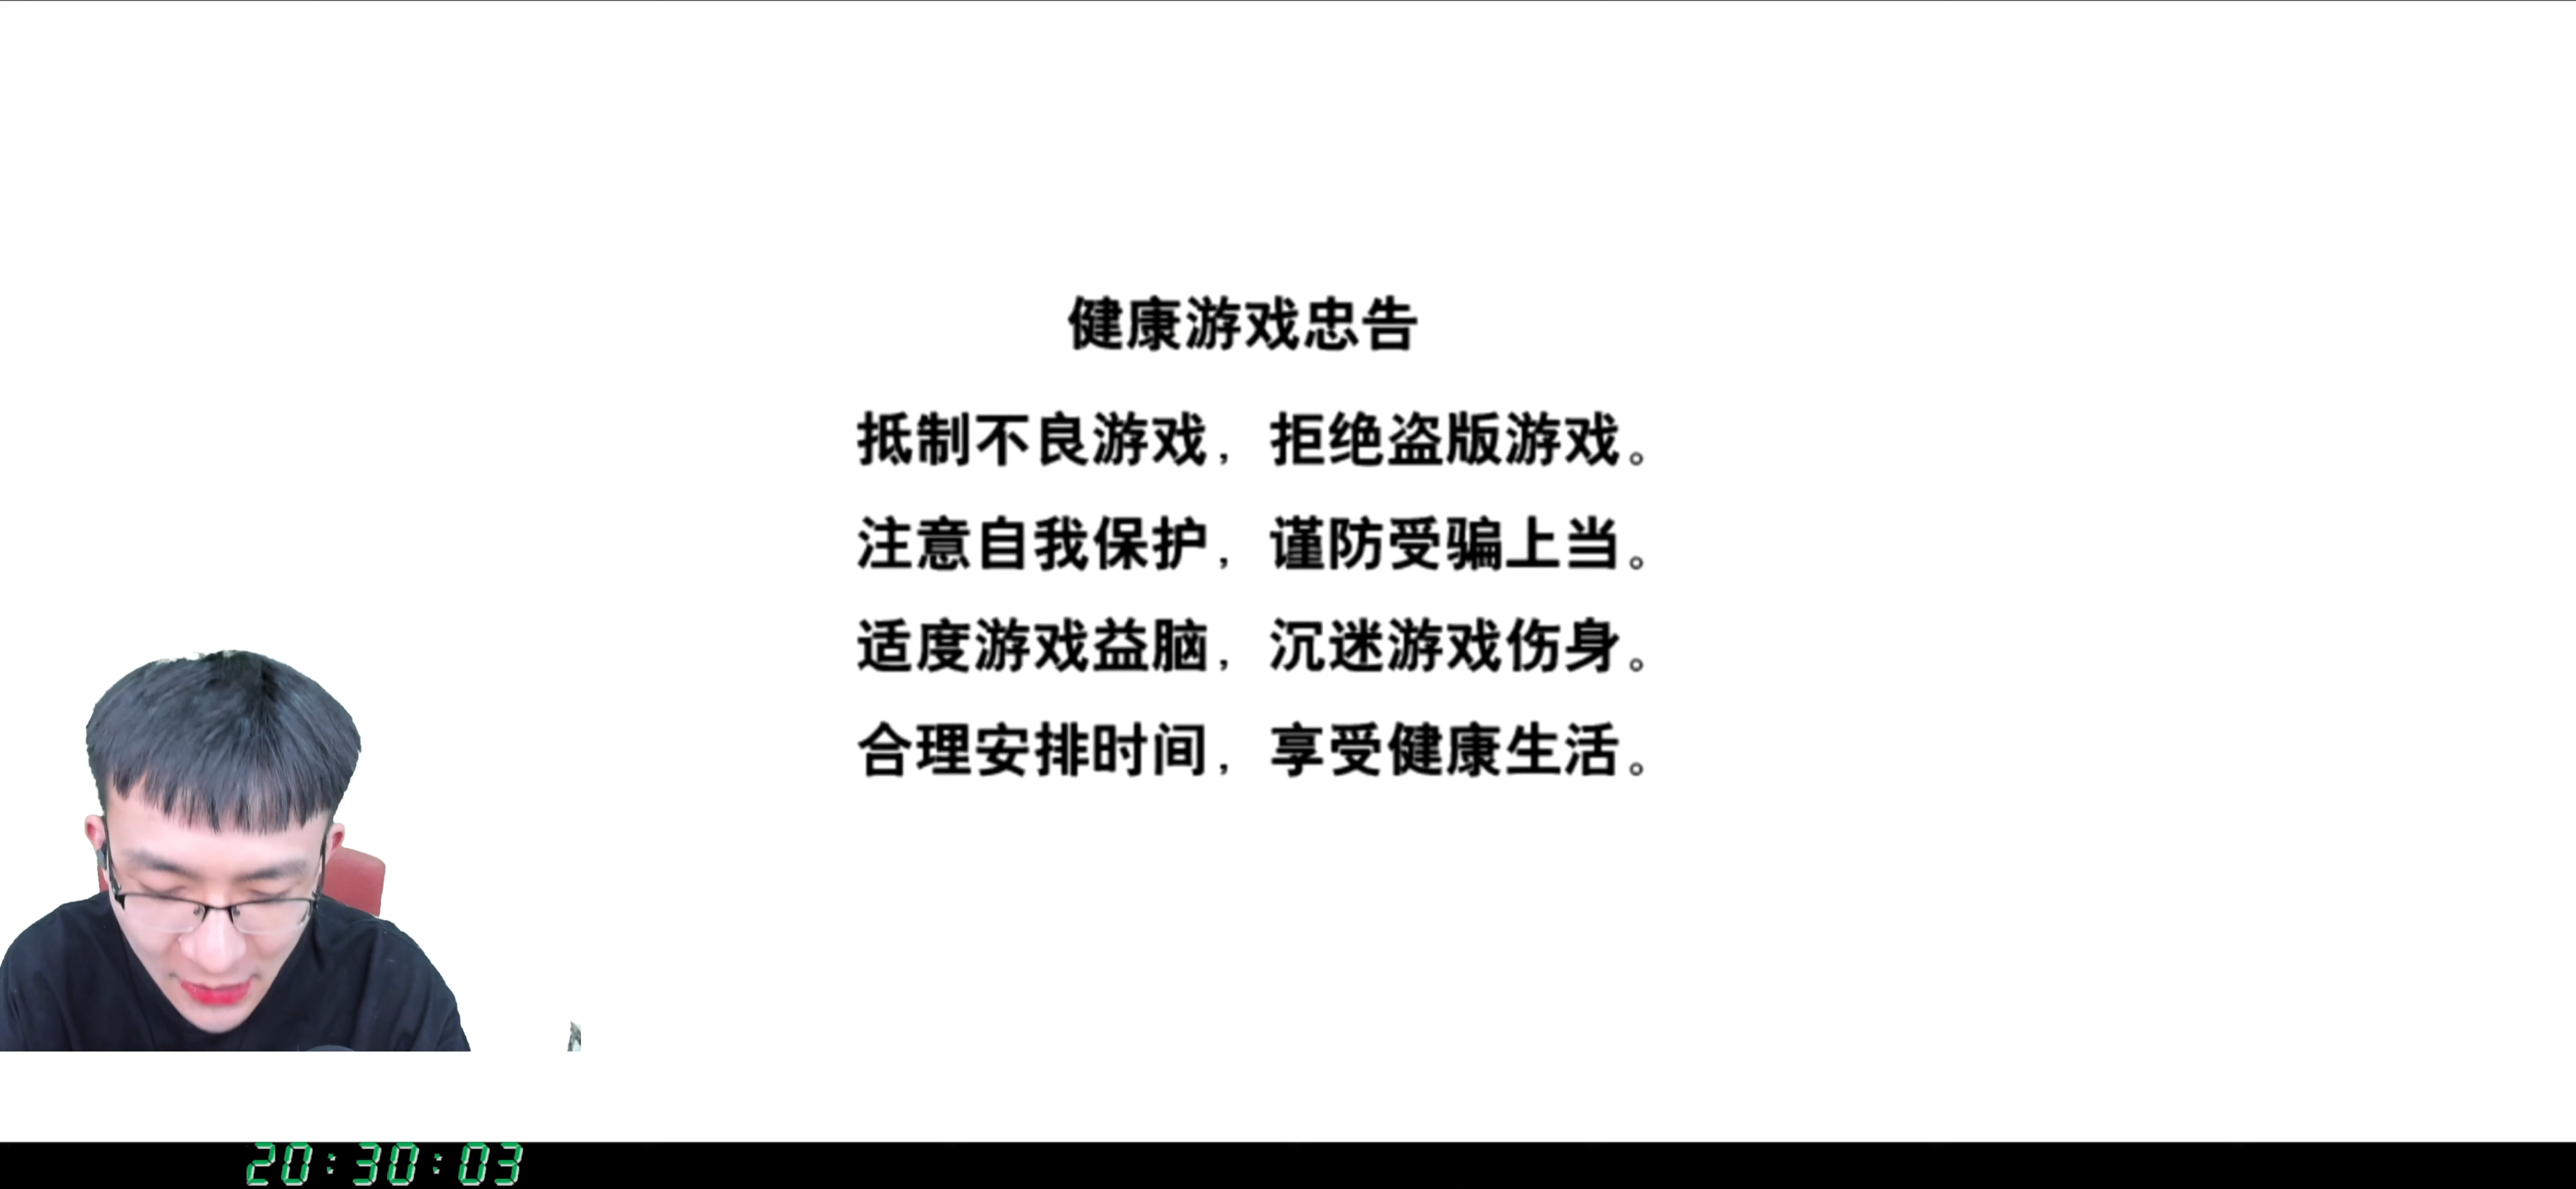 健康游戏忠告
抵制不良游戏，拒绝盗版游戏。
注意自我保护，谨防受骗上当。
适度游戏益脑，沉迷游戏伤身。
合理安排时间，享受健康生活。
20:30:03